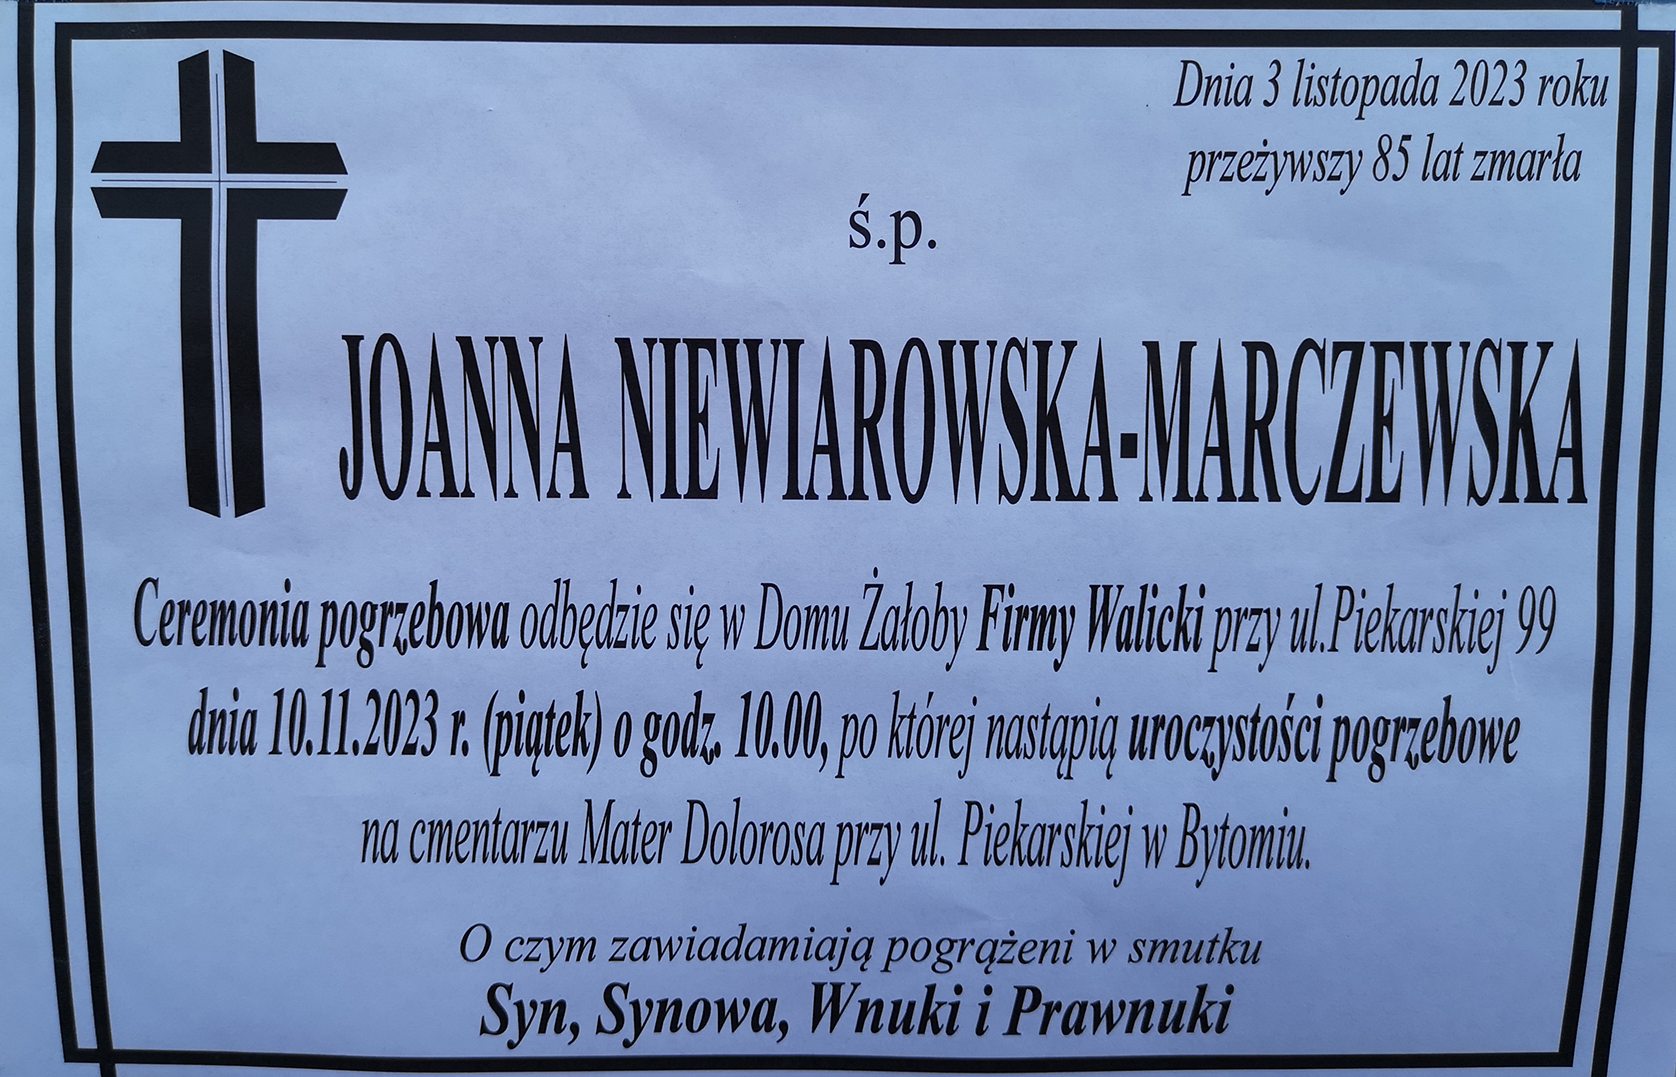 Dnia 3 listopada 2023 roku
przeżywszy 85 lat zmarła
ś.p.
JOANNA NIEWIAROWSKA-MARCZEWSKA
Ceremonia pogrzebowa odbędzie się w Domu Żałoby Firmy Walicki przy ul.Piekarskiej 99
dnia 10.11.2023 r. (piątek) o godz. 10.00, po której nastąpią uroczystości pogrzebowe
na cmentarzu Mater Dolorosa przy ul. Piekarskiej w Bytomiu.
O czym zawiadamiają pogrążeni w smutku
Syn, Synowa, Wnuki i Prawnuki